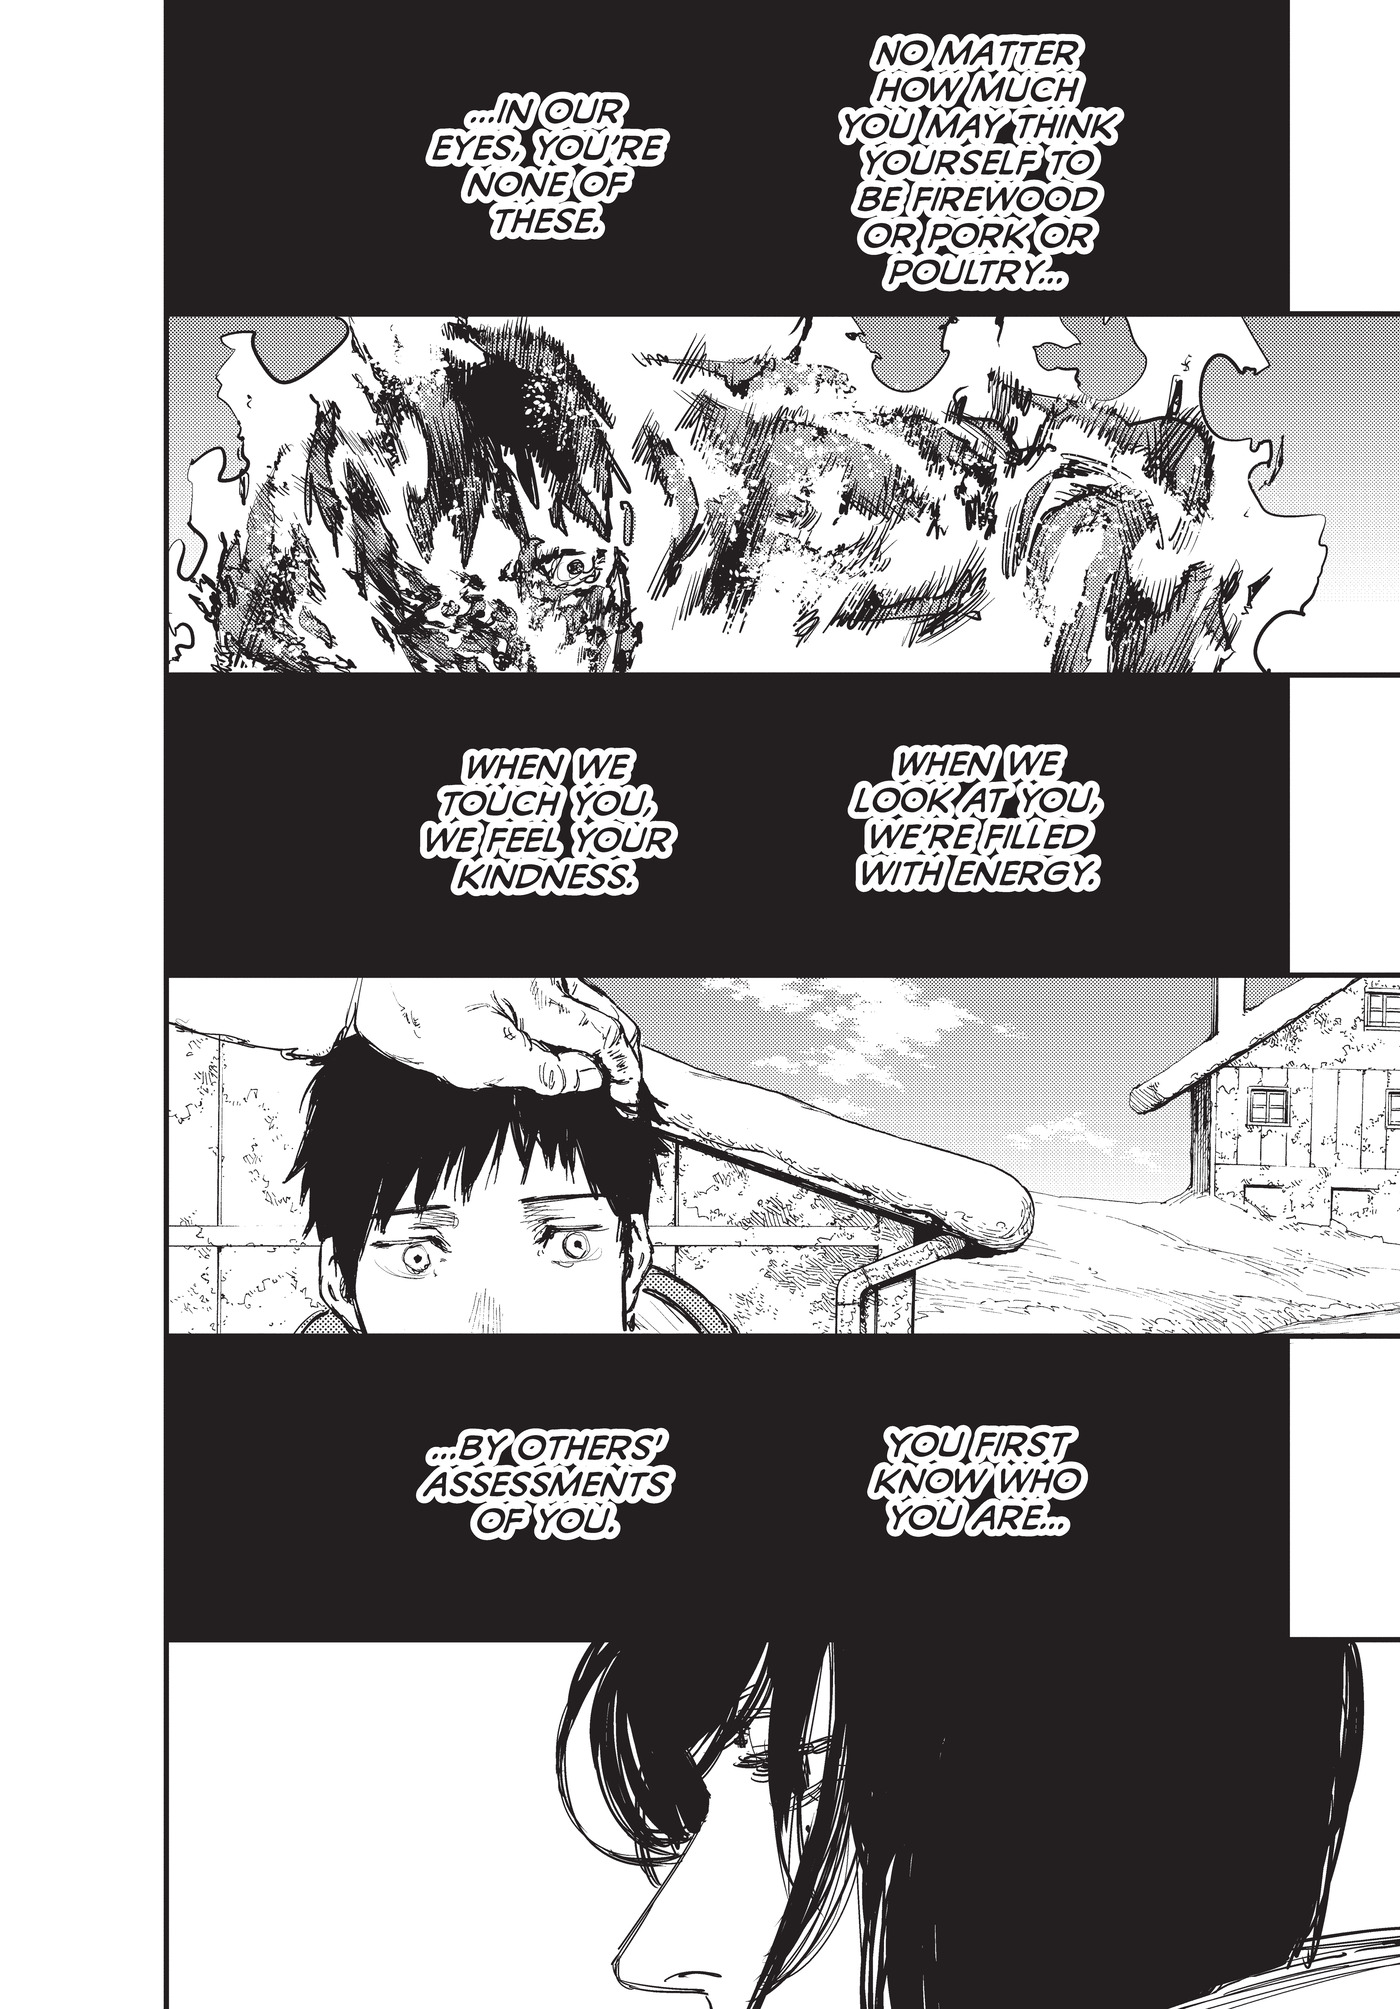 NO MATTER
HOW MUCH
YOU MAY THINK
YOURSELF TO
BE FIREWOOD
OR PORK OR
POULTRY...
...IN OUR
EYES, YOU'RE
NONE OF
THESE.
WHEN WE
LOOK AT YOU,
WE'RE FILLED
WITH ENERGY.
WHEN WE
TOUCH YOU,
WE FEEL YOUR
KINDNESS.
YOU FIRST
KNOW WHO
YOU ARE...
...BY OTHERS'
ASSESSMENTS
OF YOU.